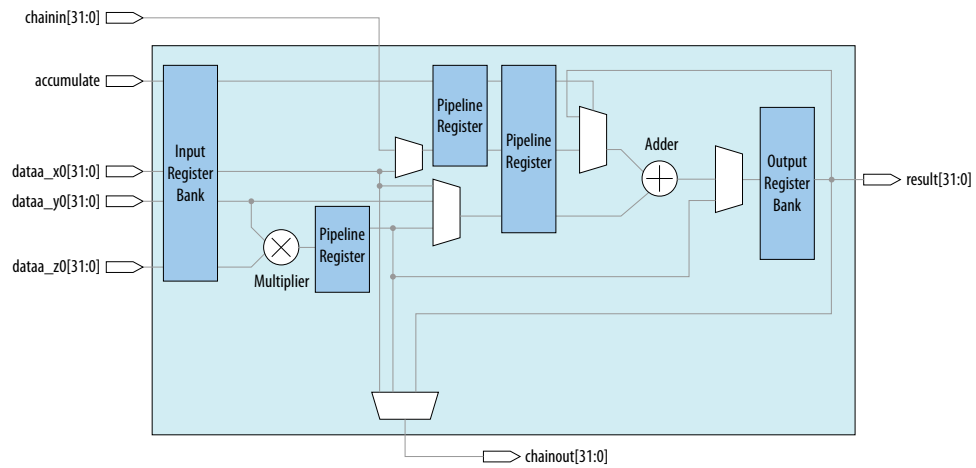 chainin[31:0]
accumulate
dataa_x0[31:0]
dataa_y0[31:0]
dataa_z0[31:0]
Input
Register
Bank
Multiplier
Pipeline
Register
Pipeline
Register
Pipeline
Register
Adder
Output
Register
Bank
result[31:0]
chainout[31:0]